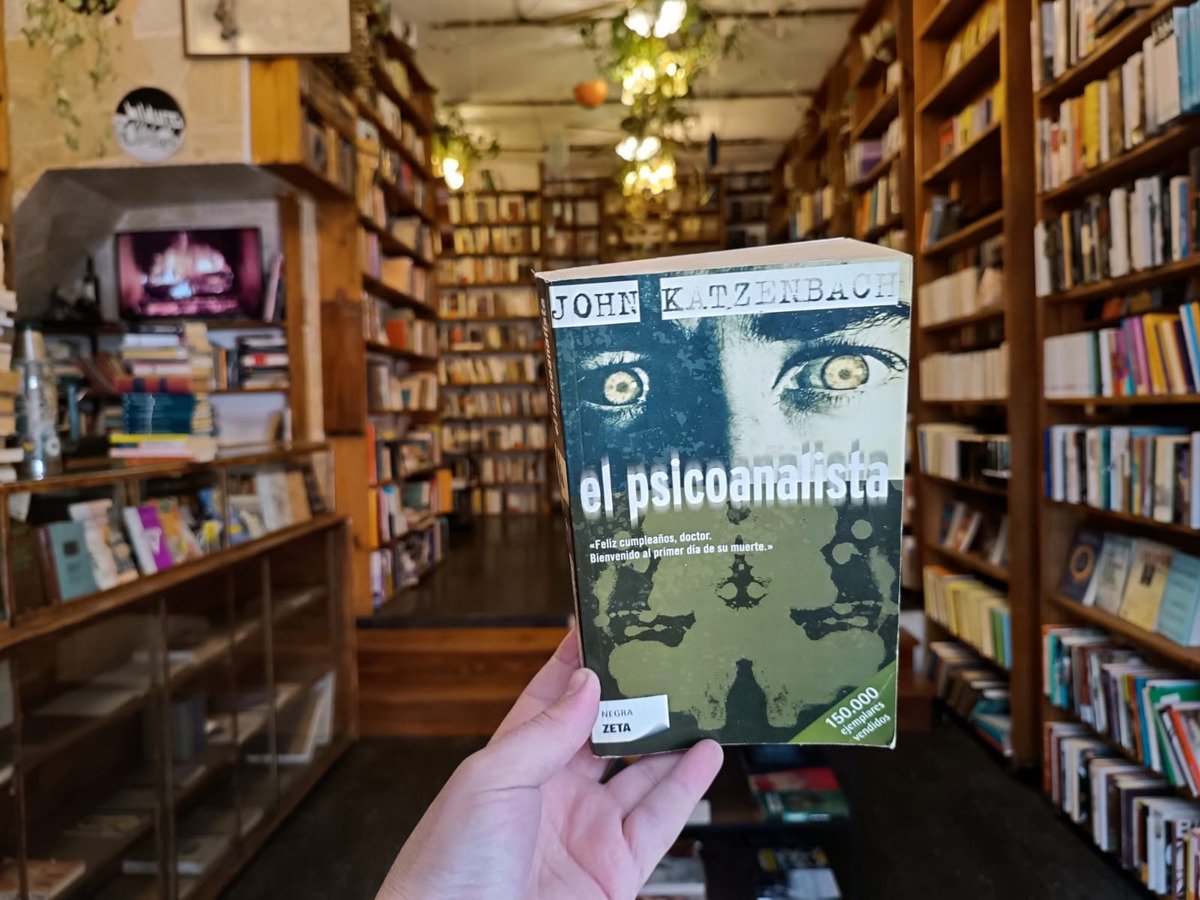 JOHN KATZENBACH
el psicoanalista
«Feliz cumpleaños, doctor.
Bienvenido al primer día de su muerte.»
NEGRA
ZETA
150.000
ejemplares
vendidos